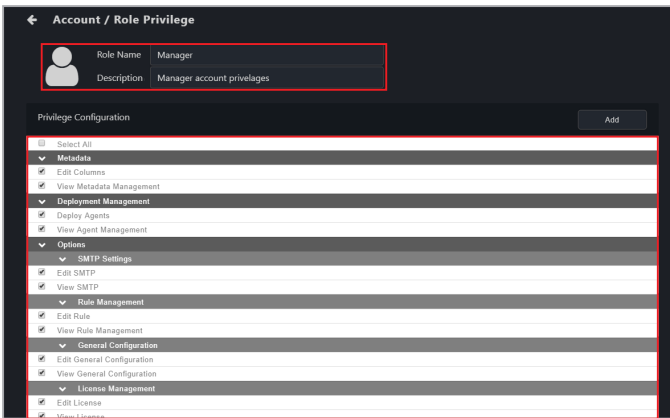 Account / Role Privilege
Role Name Manager
Description Manager account privelages
Privilege Configuration Add
Select All
Metadata
Edit Columns
View Metadata Management
Deployment Management
Deploy Agents
View Agent Management
Options
SMTP Settings
Edit SMTP
View SMTP
Rule Management
Edit Rule
View Rule Management
General Configuration
Edit General Configuration
View General Configuration
License Management
Edit License
View License